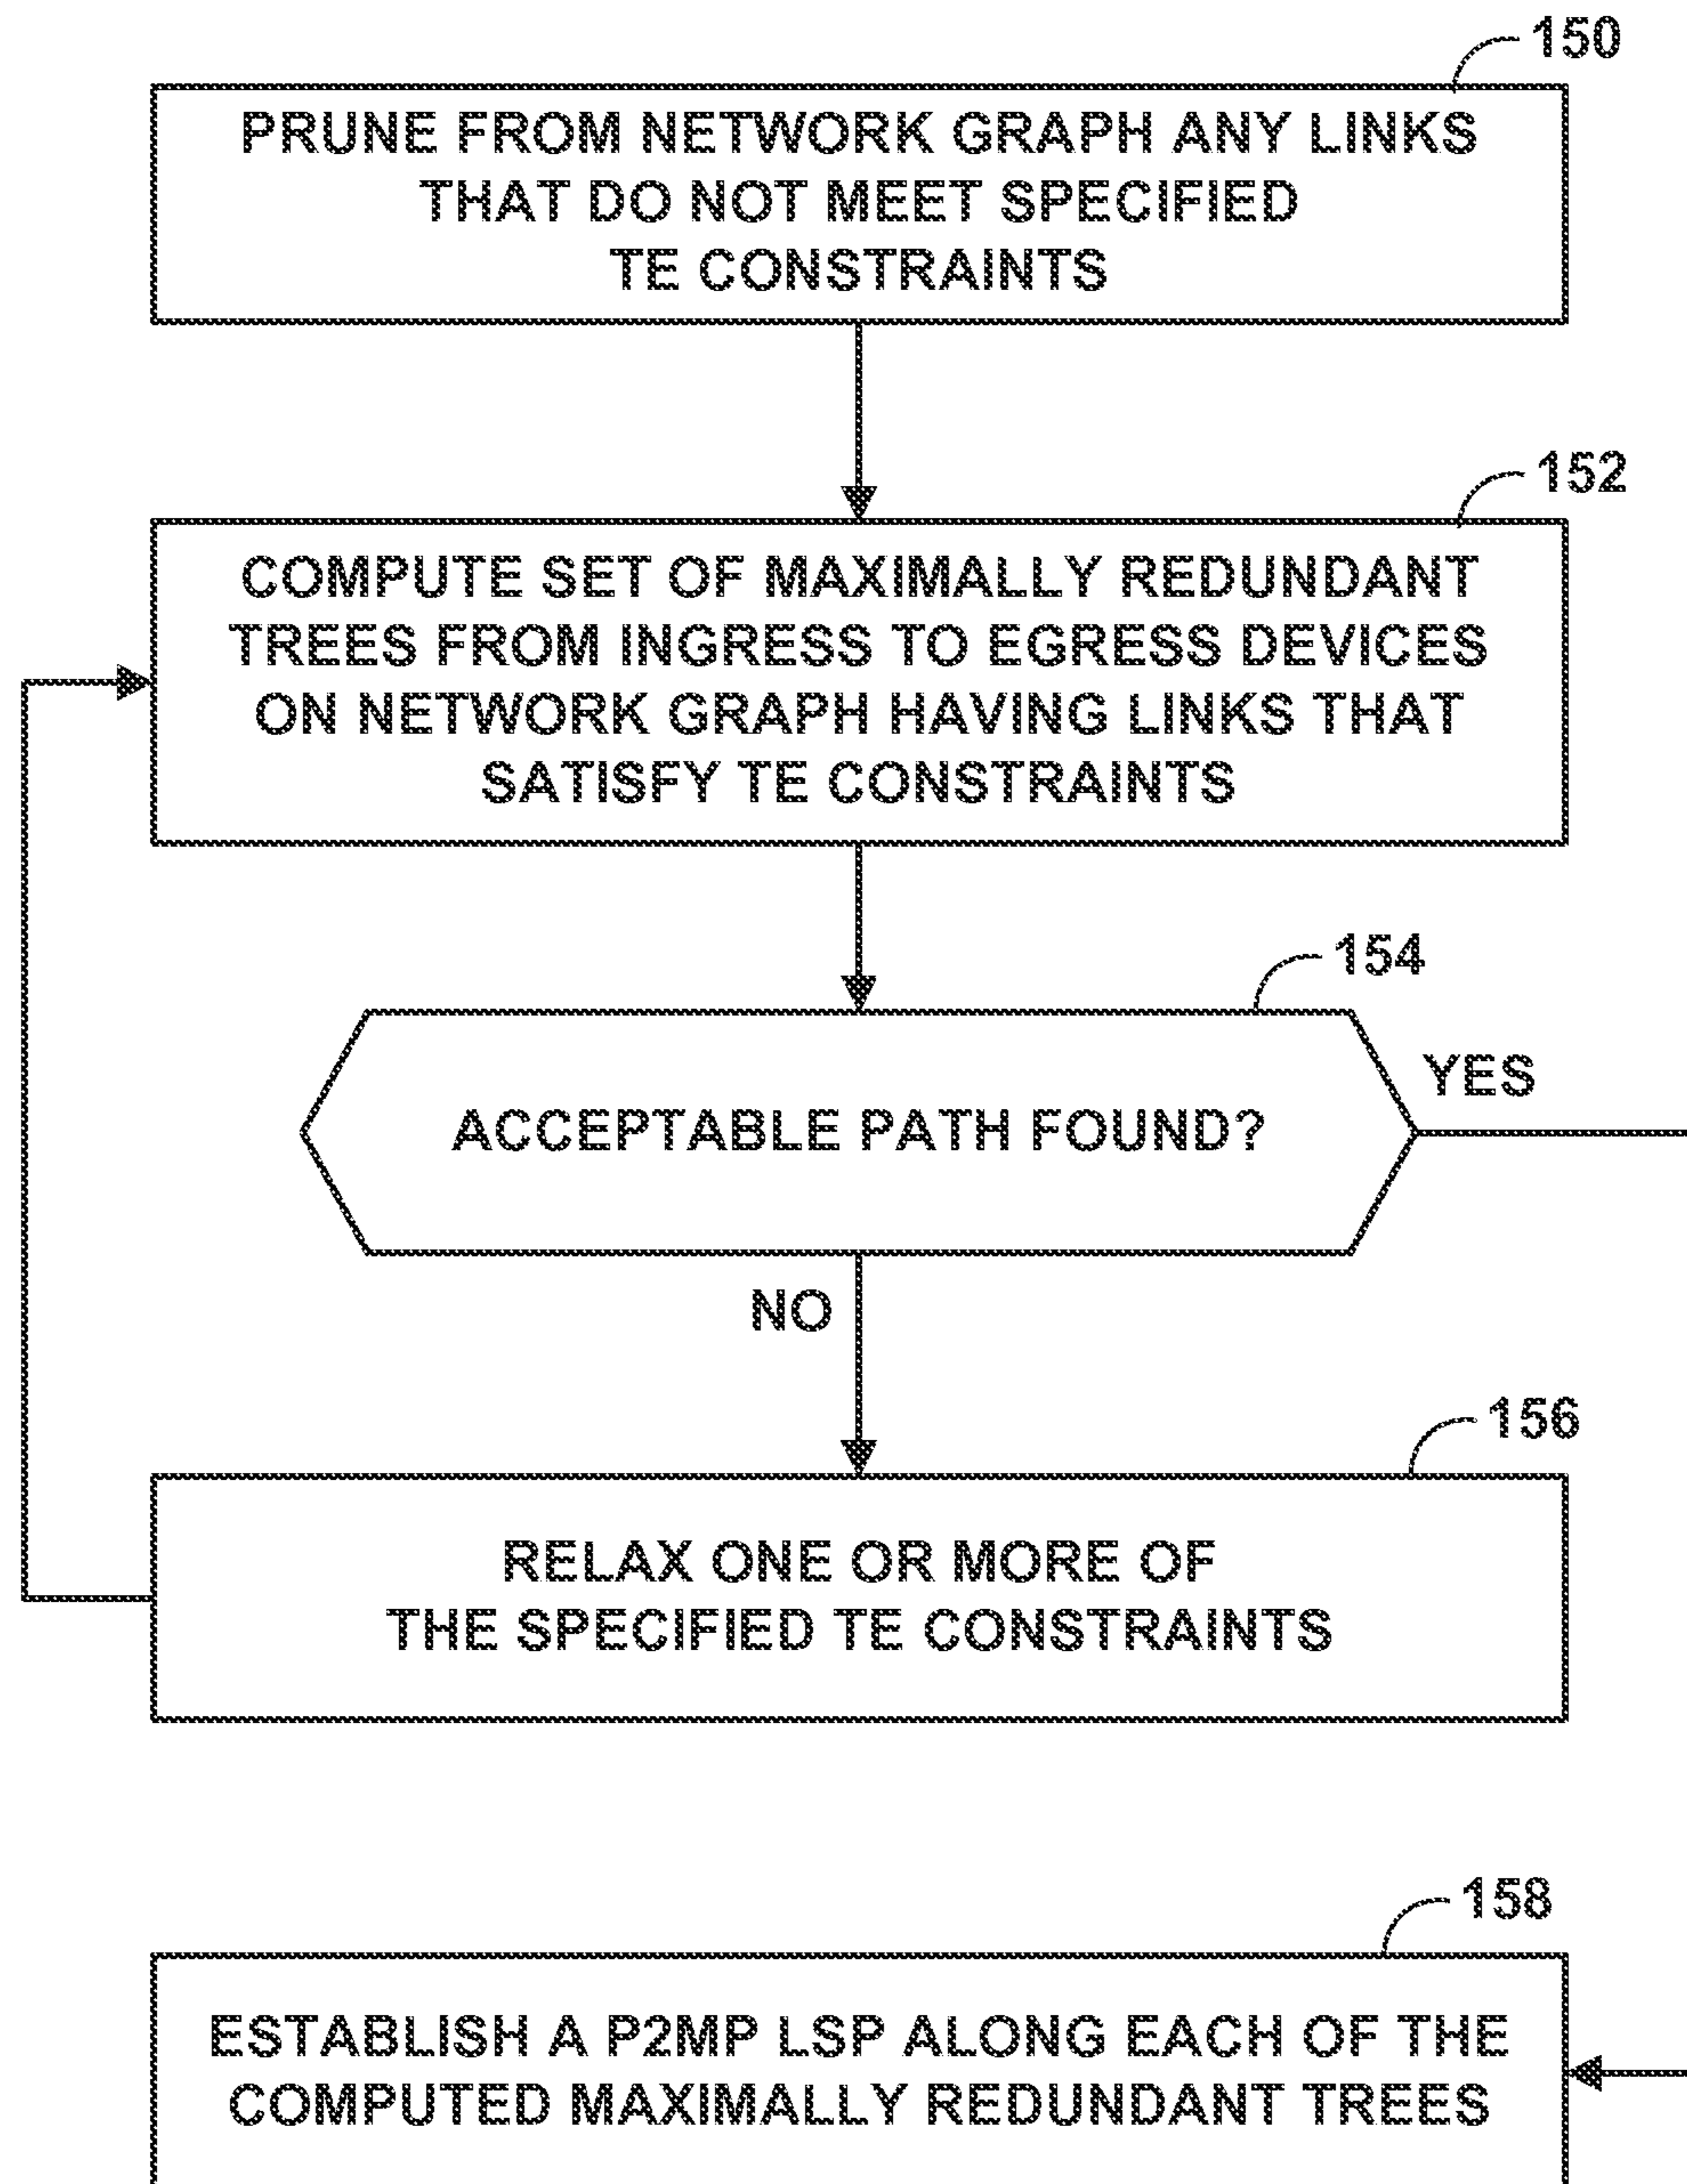 150
PRUNE FROM NETWORK GRAPH ANY LINKS
THAT DO NOT MEET SPECIFIED
TE CONSTRAINTS
152
COMPUTE SET OF MAXIMALLY REDUNDANT
TREES FROM INGRESS TO EGRESS DEVICES
ON NETWORK GRAPH HAVING LINKS THAT
SATISFY TE CONSTRAINTS
154
YES
ACCEPTABLE PATH FOUND?
NO
156
RELAX ONE OR MORE OF
THE SPECIFIED TE CONSTRAINTS
158
ESTABLISH A P2MP LSP ALONG EACH OF THE
COMPUTED MAXIMALLY REDUNDANT TREES